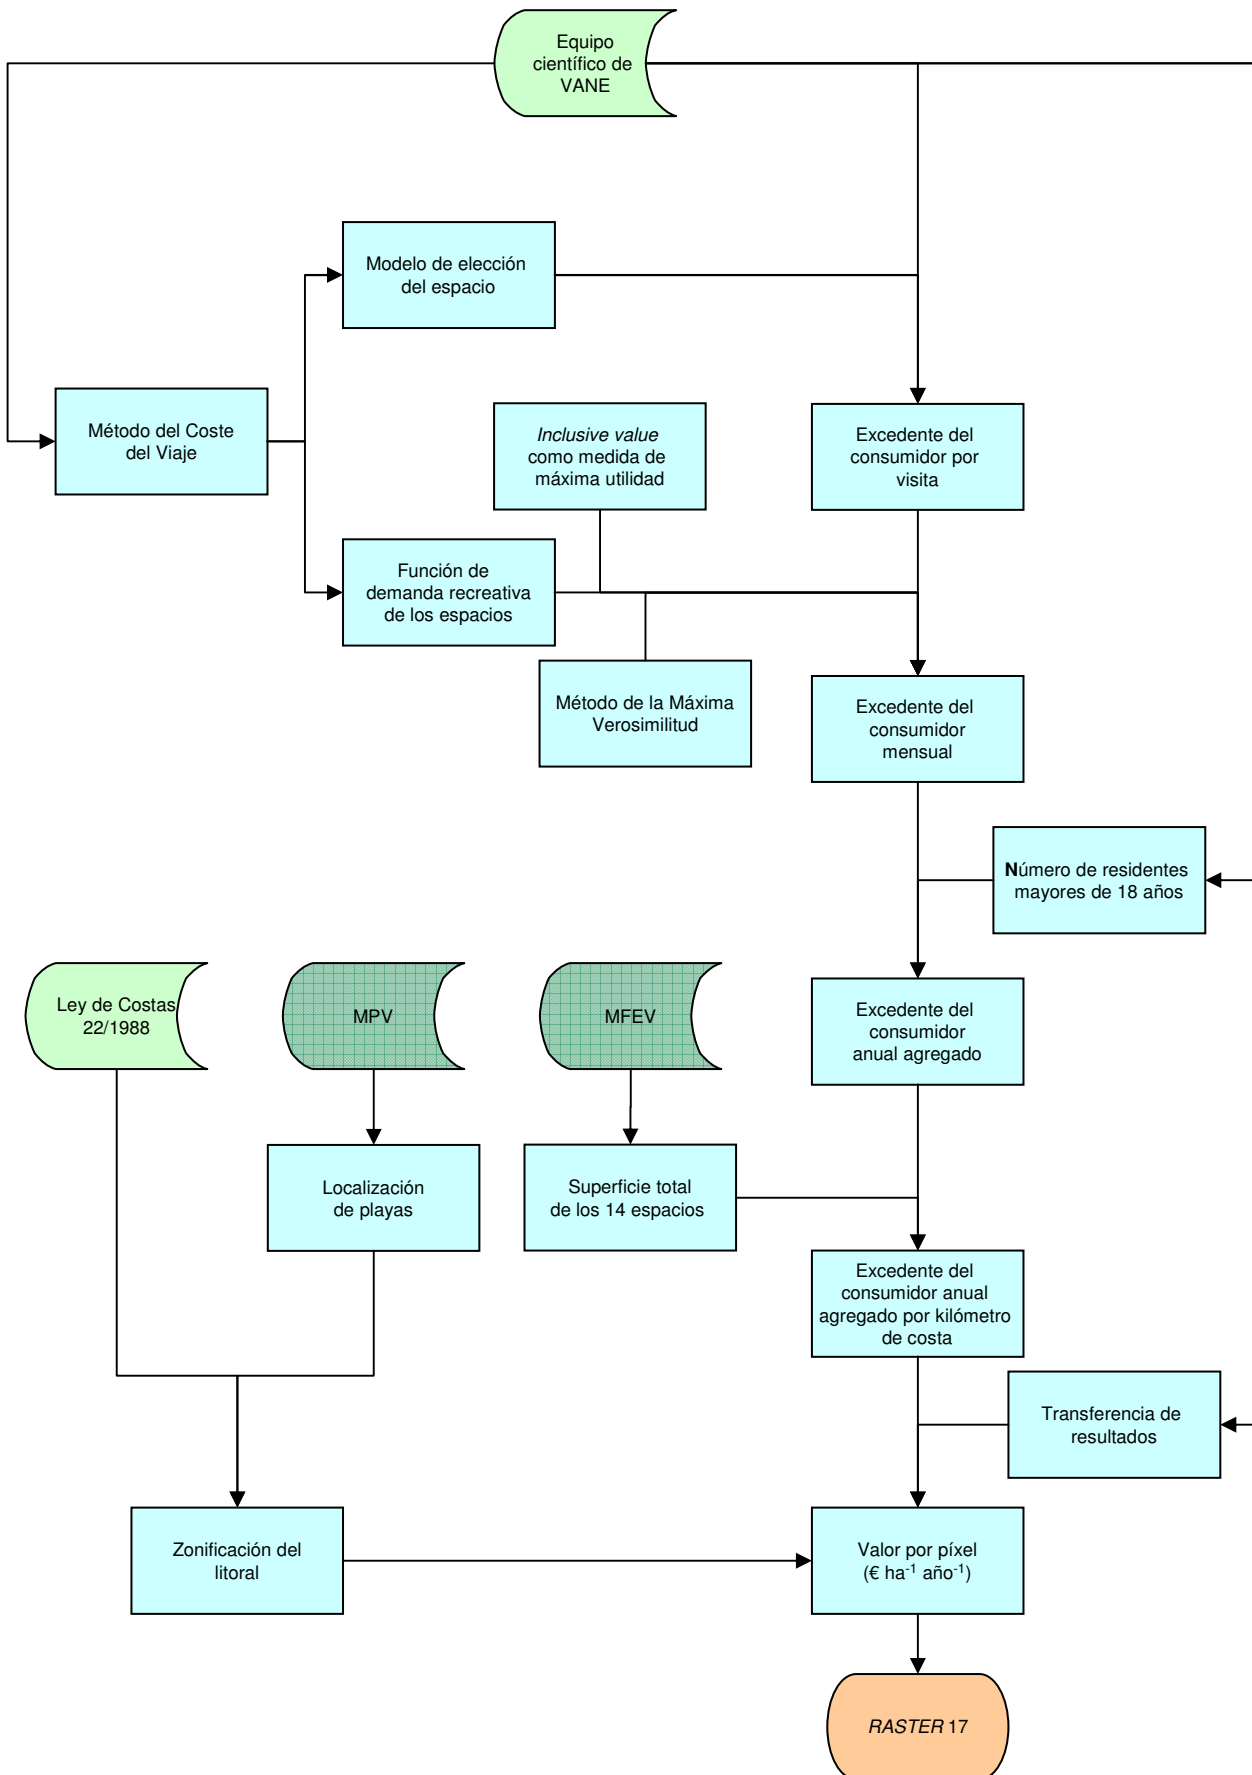 Equipo
científico de
VANE
Modelo de elección
del espacio
Método del Coste
del Viaje
Inclusive value
como medida de
máxima utilidad
Excedente del
consumidor por
visita
Función de
demanda recreativa
de los espacios
Método de la Máxima
Verosimilitud
Excedente del
consumidor
mensual
Número de residentes
mayores de 18 años
Ley de Costas
22/1988
MPV
MFEV
Excedente del
consumidor
anual agregado
Localización
de playas
Superficie total
de los 14 espacios
Excedente del
consumidor anual
agregado por kilómetro
de costa
Transferencia de
resultados
Zonificación del
litoral
Valor por píxel
(€ ha⁻¹ año⁻¹)
RASTER 17